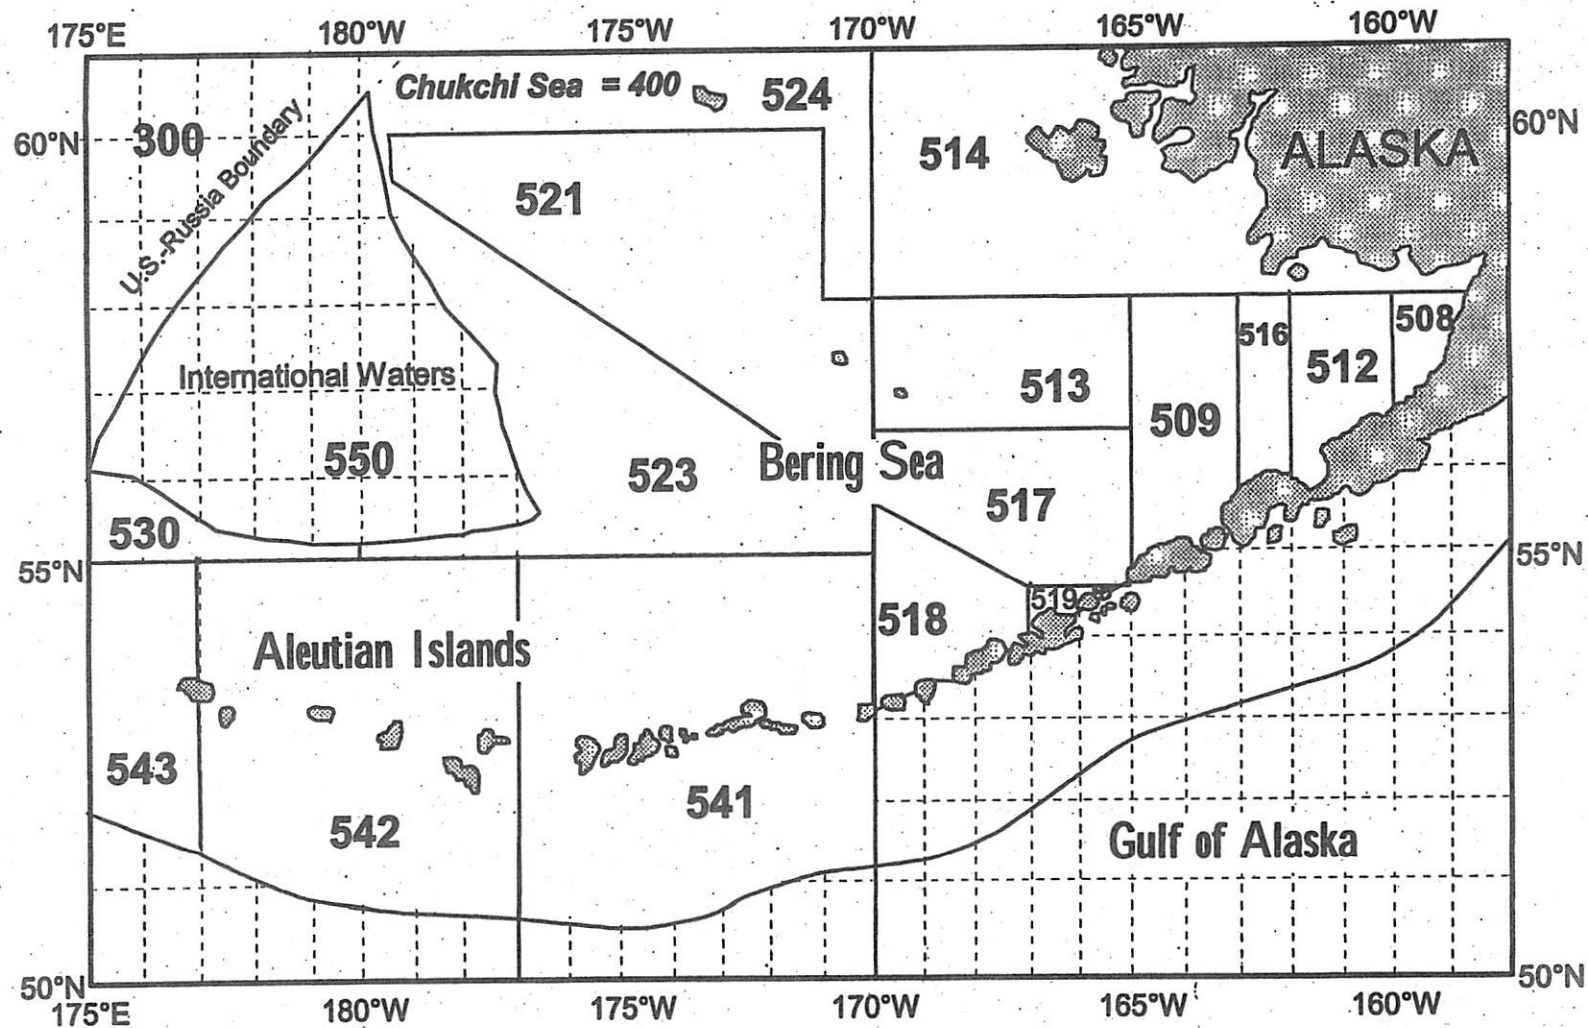 175°E 180°W 175°W 170°W 165°W 160°W
Chukchi Sea = 400
524
60°N
300
60°N
514
ALASKA
U.S.-Russia Boundary
521
508
516
512
513
International Waters
509
550
523
Bering Sea
517
530
55°N
55°N
519
518
Aleutian Islands
543
541
542
Gulf of Alaska
50°N
50°N
175°E 180°W 175°W 170°W 165°W 160°W